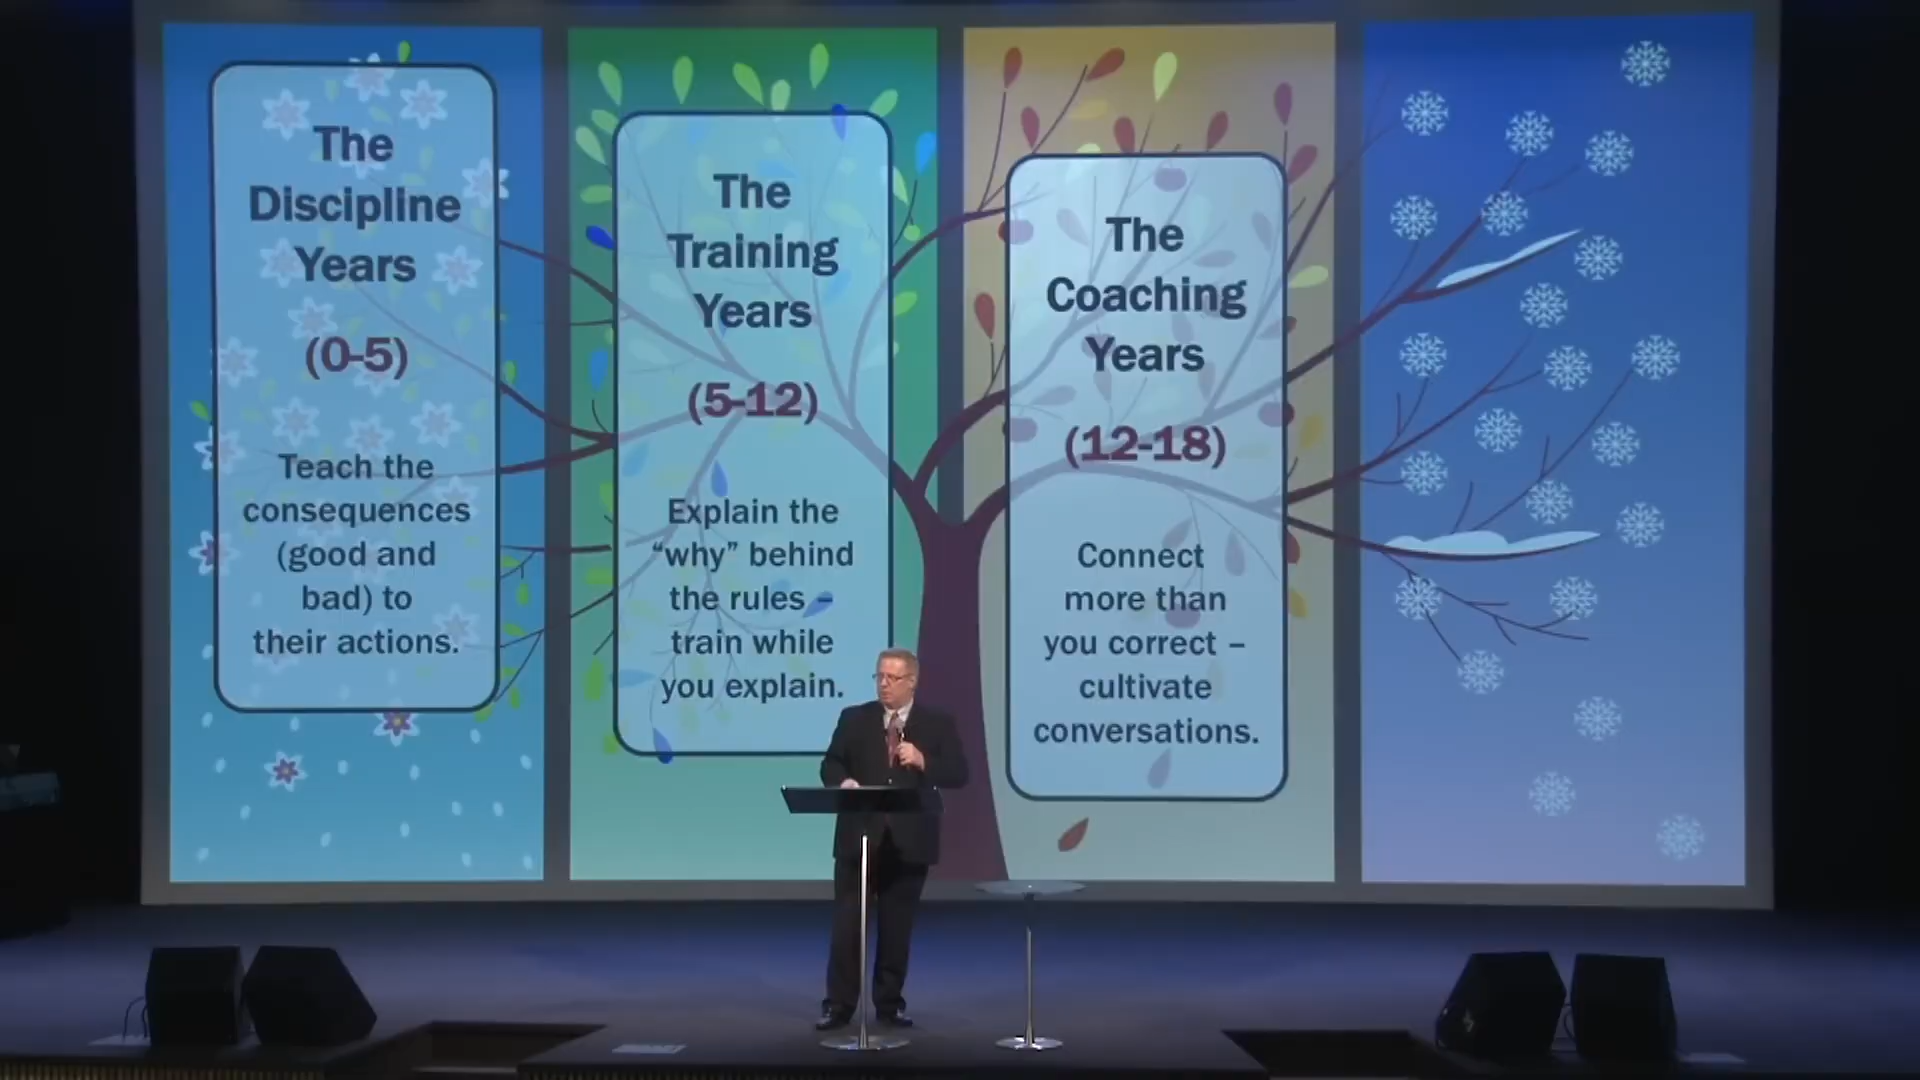 The
Discipline
Years
(0-5)
Teach the
consequences
(good and
bad) to
their actions.
The
Training
Years
(5-12)
Explain the
“why” behind
the rules –
train while
you explain.
The
Coaching
Years
(12-18)
Connect
more than
you correct –
cultivate
conversations.